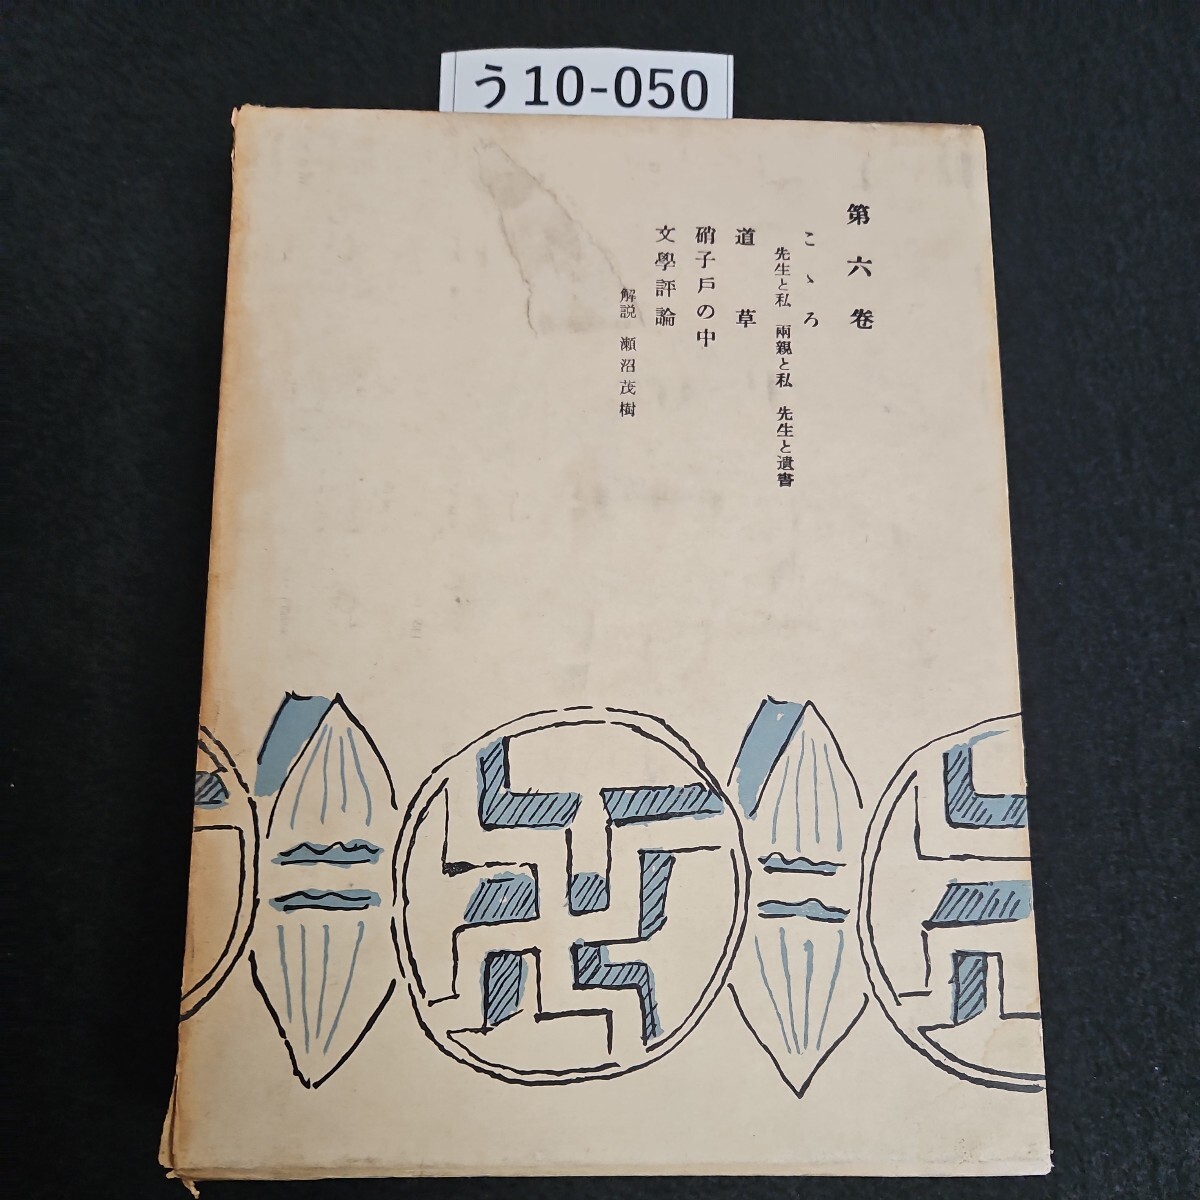 う10-050
第六卷
こゝろ
先生と私 兩親と私 先生と遺書
道草
硝子戶の中
文學評論
解説 瀬沼茂樹